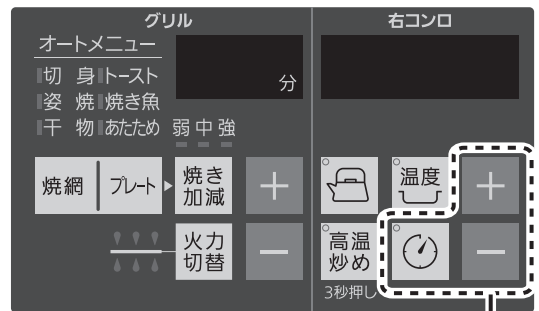 グリル
右コンロ
オートメニュー
切 身 トースト
姿 焼 焼き魚
干 物 あたため
分
弱 中 強
焼網 プレート
焼き
加減
+
温度
+
火力
切替
-
高温
炒め
-
3秒押し